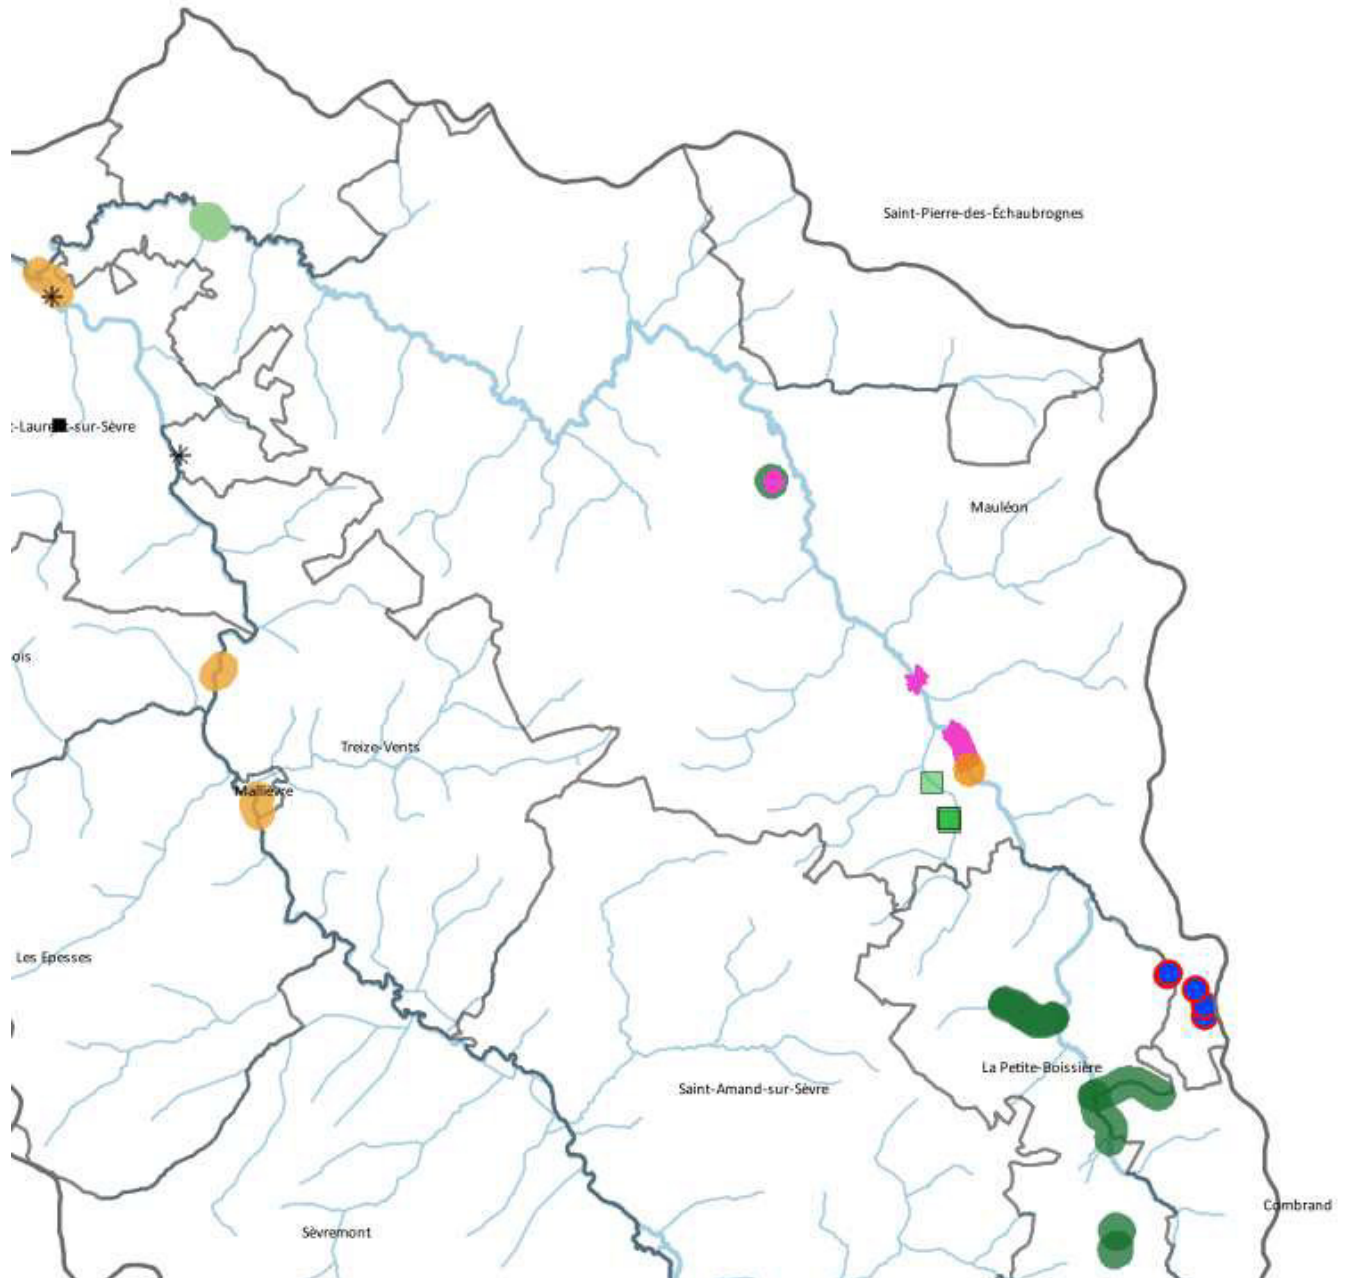 Saint-Pierre-des-Échaubrognes
-sur-Sèvre
Mauléon
ois
Treize-Vents
Mallièvre
Les Epesses
La Petite-Boissière
Saint-Amand-sur-Sèvre
Combrand
Sèvremont